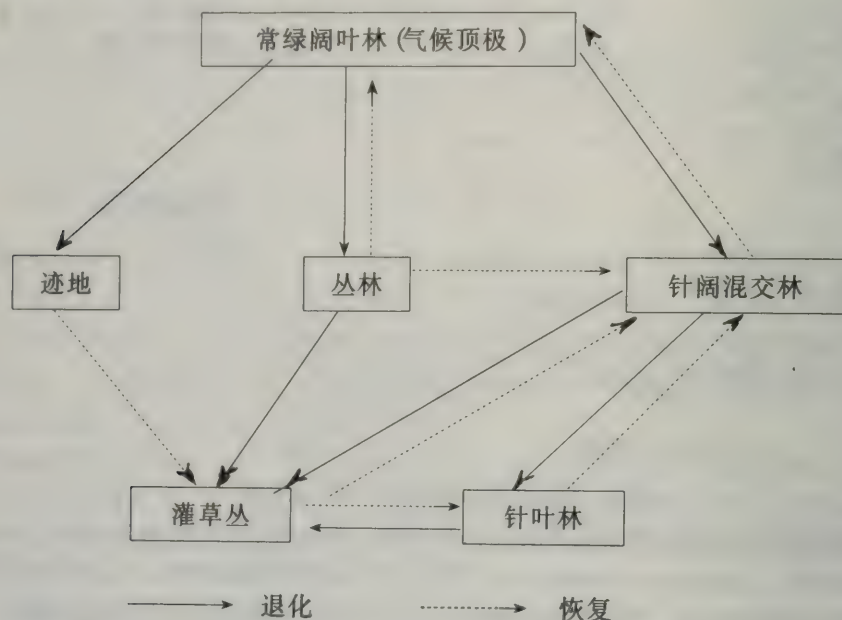 常绿阔叶林(气候顶极)
迹地
丛林
针阔混交林
灌草丛
针叶林
退化
恢复